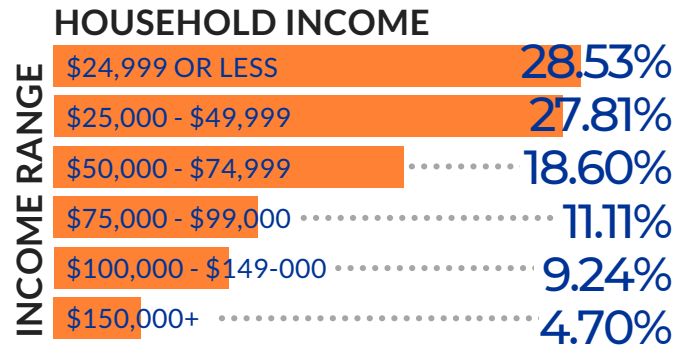 HOUSEHOLD INCOME
INCOME RANGE
$24,999 OR LESS 28.53%
$25,000 - $49,999 27.81%
$50,000 - $74,999 18.60%
$75,000 - $99,000 11.11%
$100,000 - $149-000 9.24%
$150,000+ 4.70%